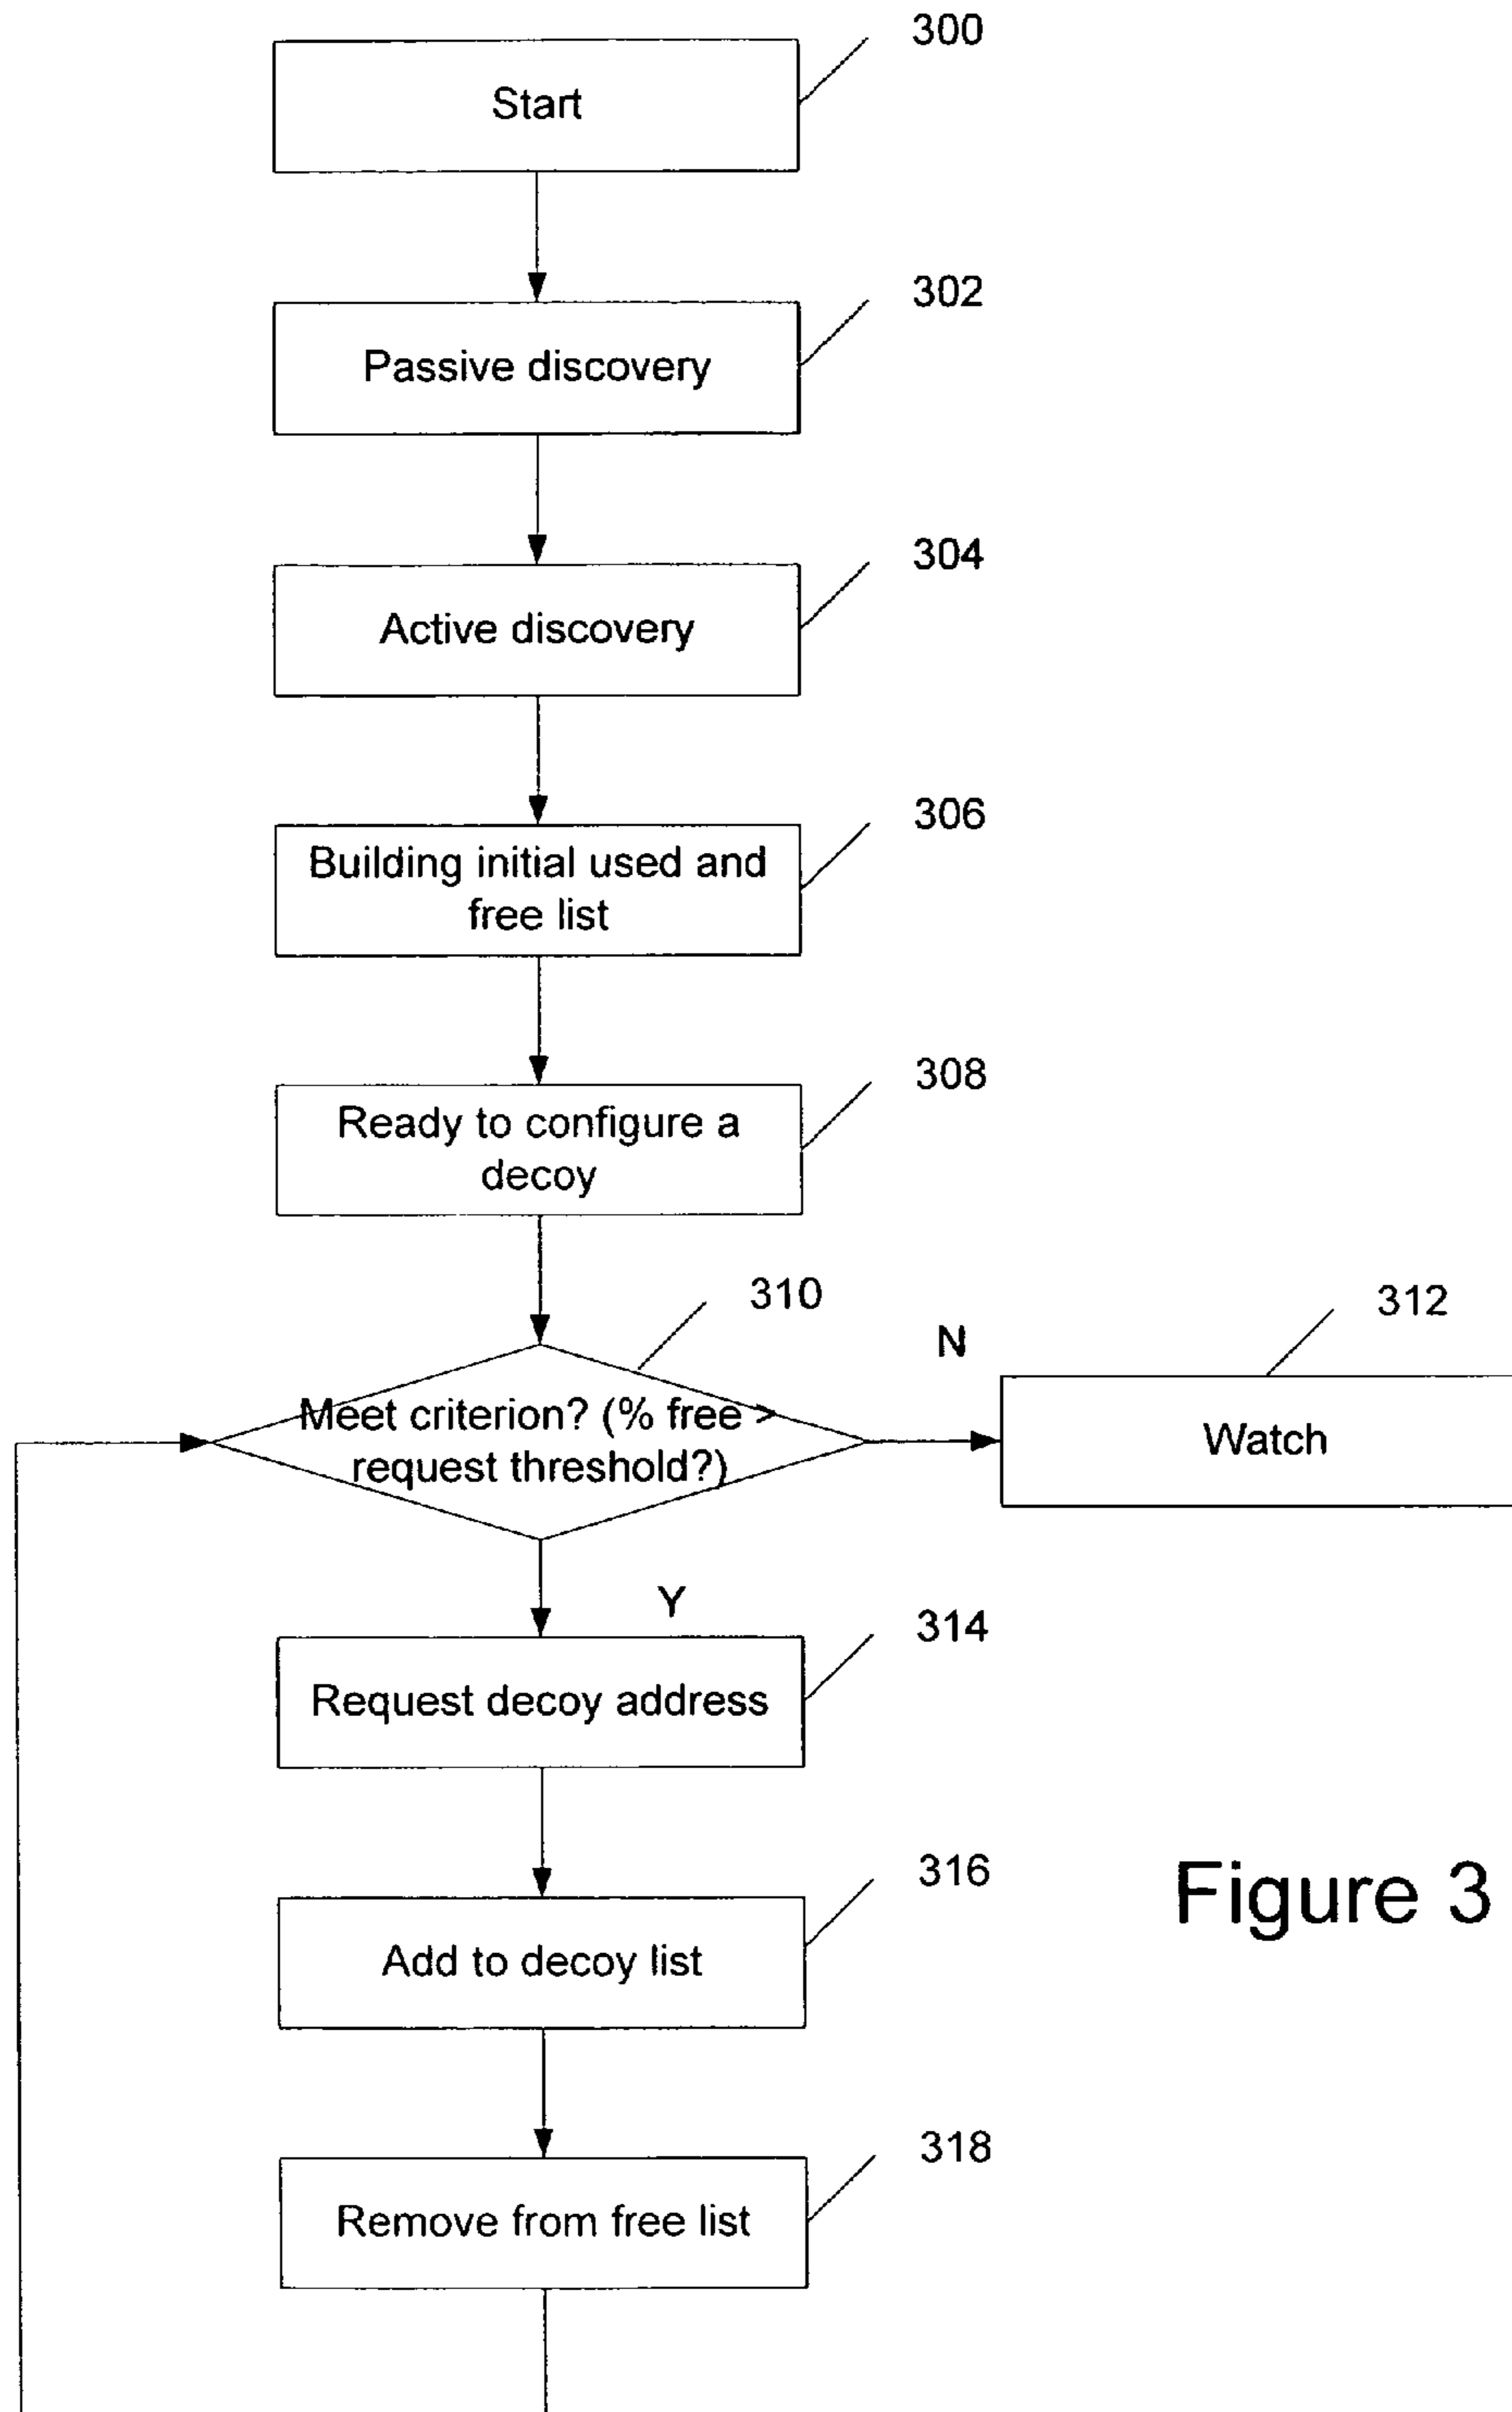 300
Start
302
Passive discovery
304
Active discovery
306
Building initial used and
free list
308
Ready to configure a
decoy
310
312
N
Meet criterion? (% free >
request threshold?)
Watch
Y
314
Request decoy address
316
Figure 3
Add to decoy list
318
Remove from free list